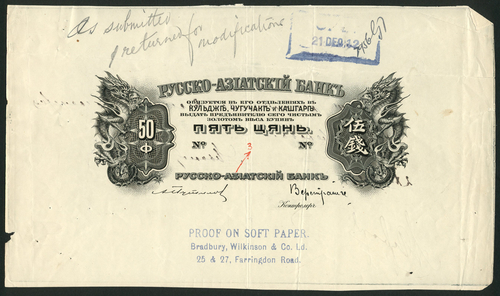 As submitted
& returned for
modifications
21 DEC. 12
РУССКО-АЗІАТСКІЙ БАНКЪ
ОБЯЗУЕТСЯ ВЪ ЕГО ОТДѢЛЕНІЯХЪ ВЪ
КУЛЬДЖѢ, ЧУГУЧАКѢ И КАШГАРѢ
ВЫДАТЬ ПРЕДЪЯВИТЕЛЮ СЕГО ЧИСТЫМЪ
ЗОЛОТОМЪ ВѢСА КУПИНЪ
ПЯТЬ ЦЯНЬ.
50
Ф
伍
錢
№
№
РУССКО-АЗІАТСКІЙ БАНКЪ
Контролеръ
PROOF ON SOFT PAPER.
Bradbury, Wilkinson & Co. Ld.
25 & 27, Farringdon Road.